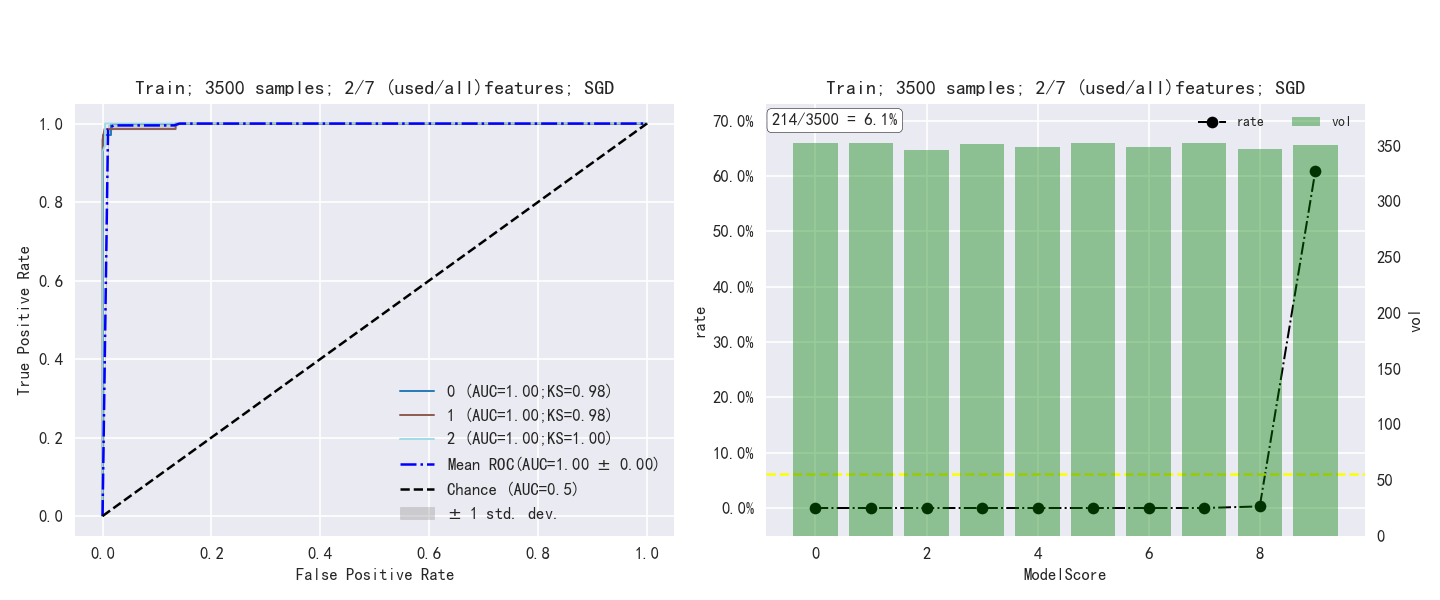 Train; 3500 samples; 2/7 (used/all)features; SGD
True Positive Rate
1.0
0.8
0.6
0.4
0.2
0.0
0 (AUC=1.00;KS=0.98)
1 (AUC=1.00;KS=0.98)
2 (AUC=1.00;KS=1.00)
Mean ROC(AUC=1.00 ± 0.00)
Chance (AUC=0.5)
± 1 std. dev.
0.0 0.2 0.4 0.6 0.8 1.0
False Positive Rate
Train; 3500 samples; 2/7 (used/all)features; SGD
214/3500 = 6.1%
rate vol
rate
70.0%
60.0%
50.0%
40.0%
30.0%
20.0%
10.0%
0.0%
350
300
250
200
150
100
50
0
vol
0 2 4 6 8
ModelScore